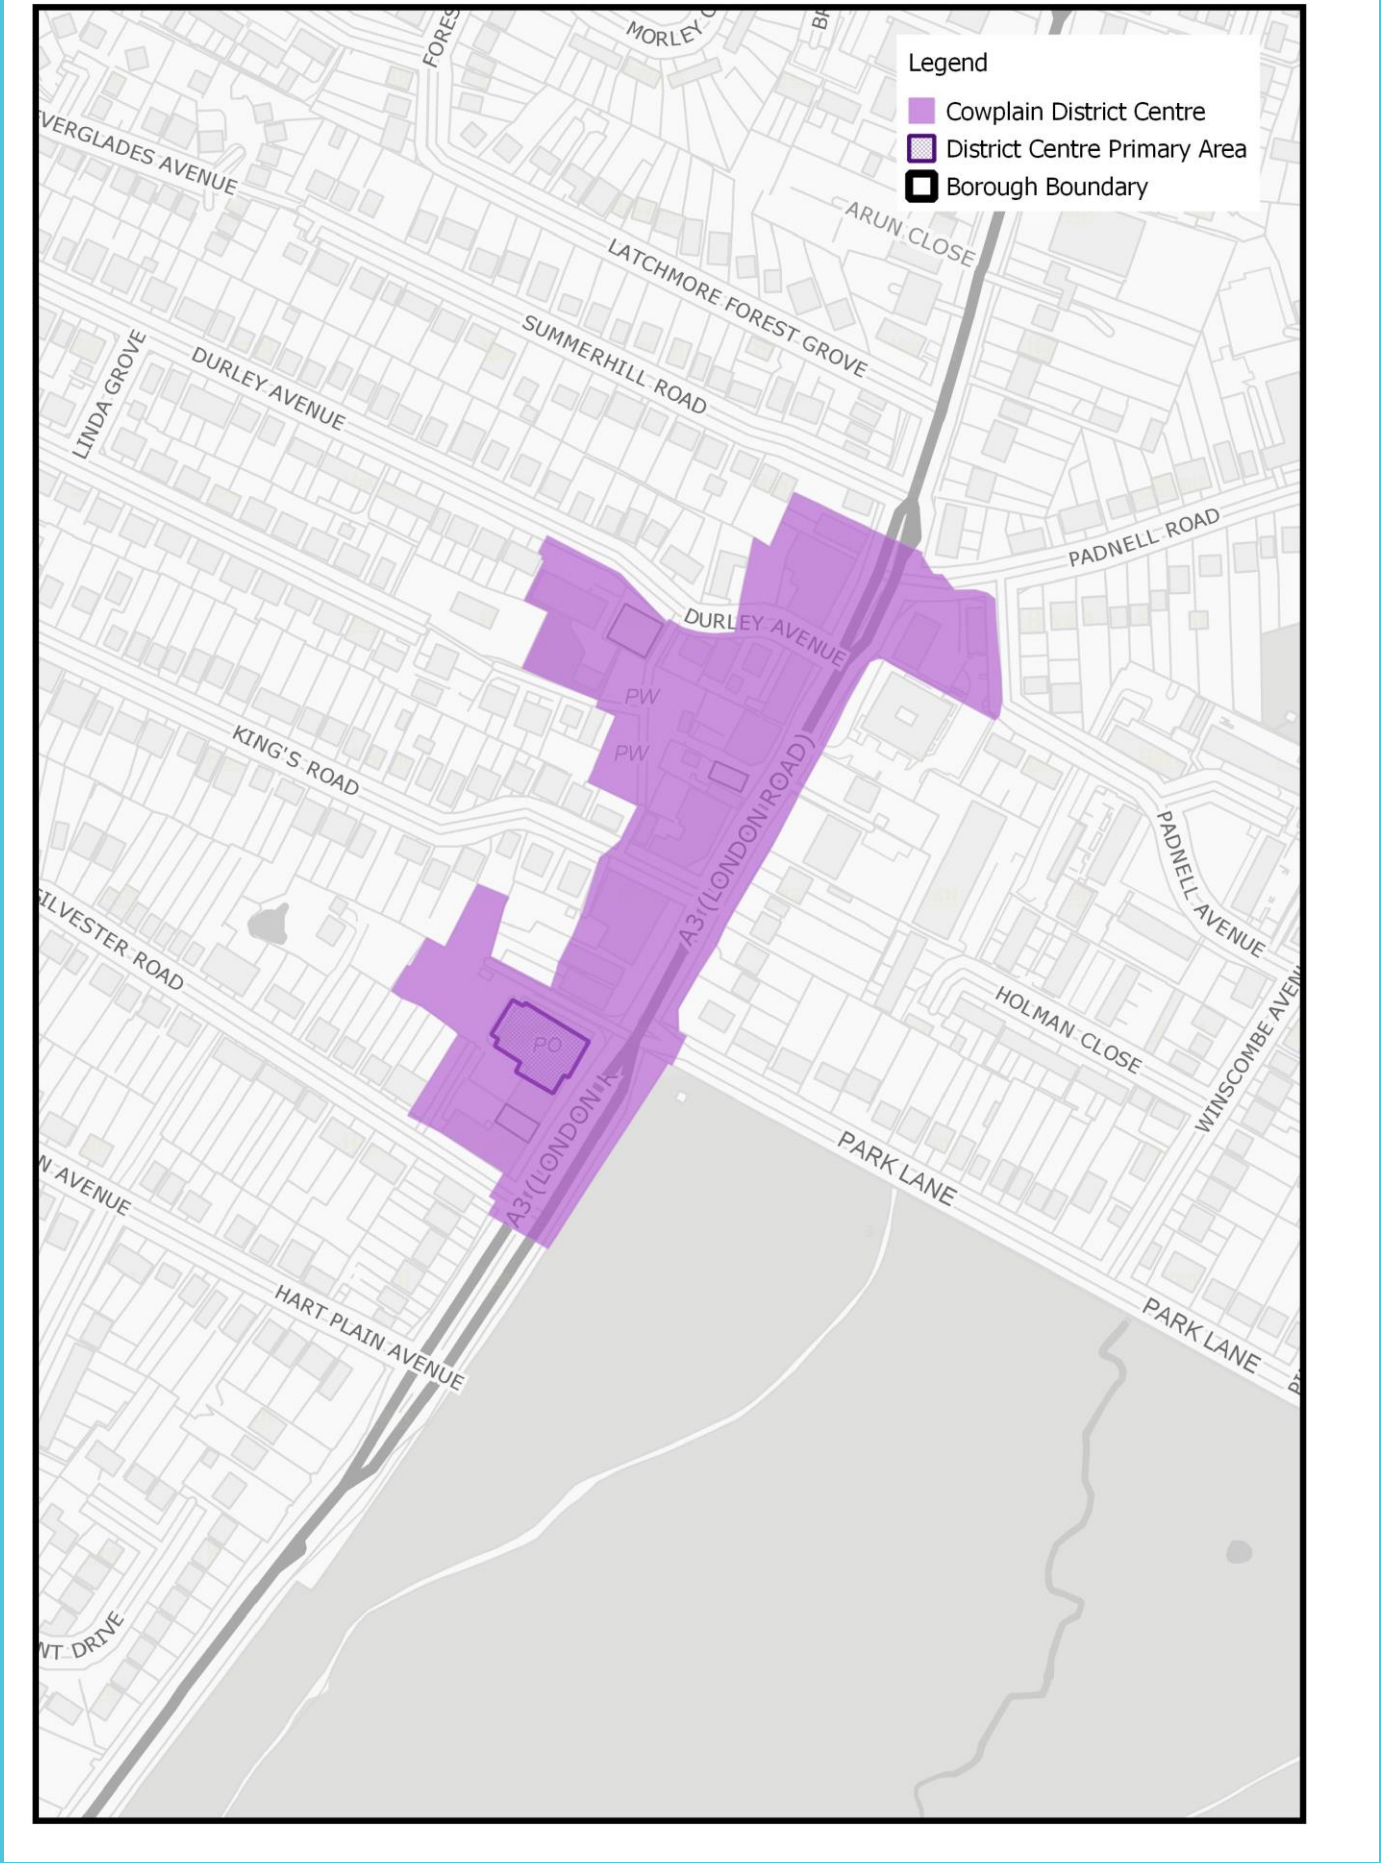 MORLEY
Legend
Cowplain District Centre
District Centre Primary Area
Borough Boundary
EVERGLADES AVENUE
ARUN CLOSE
LATCHMORE FOREST GROVE
SUMMERHILL ROAD
LINDA GROVE
DURLEY AVENUE
PADNELL ROAD
DURLEY AVENUE
PW
PW
KING'S ROAD
A3 (LONDON ROAD)
PADNELL AVENUE
SILVESTER ROAD
HOLMAN CLOSE
WINSCOMBE AVEN
PO
A3 (LONDON R
PARK LANE
N AVENUE
HART PLAIN AVENUE
PARK LANE
NT DRIVE